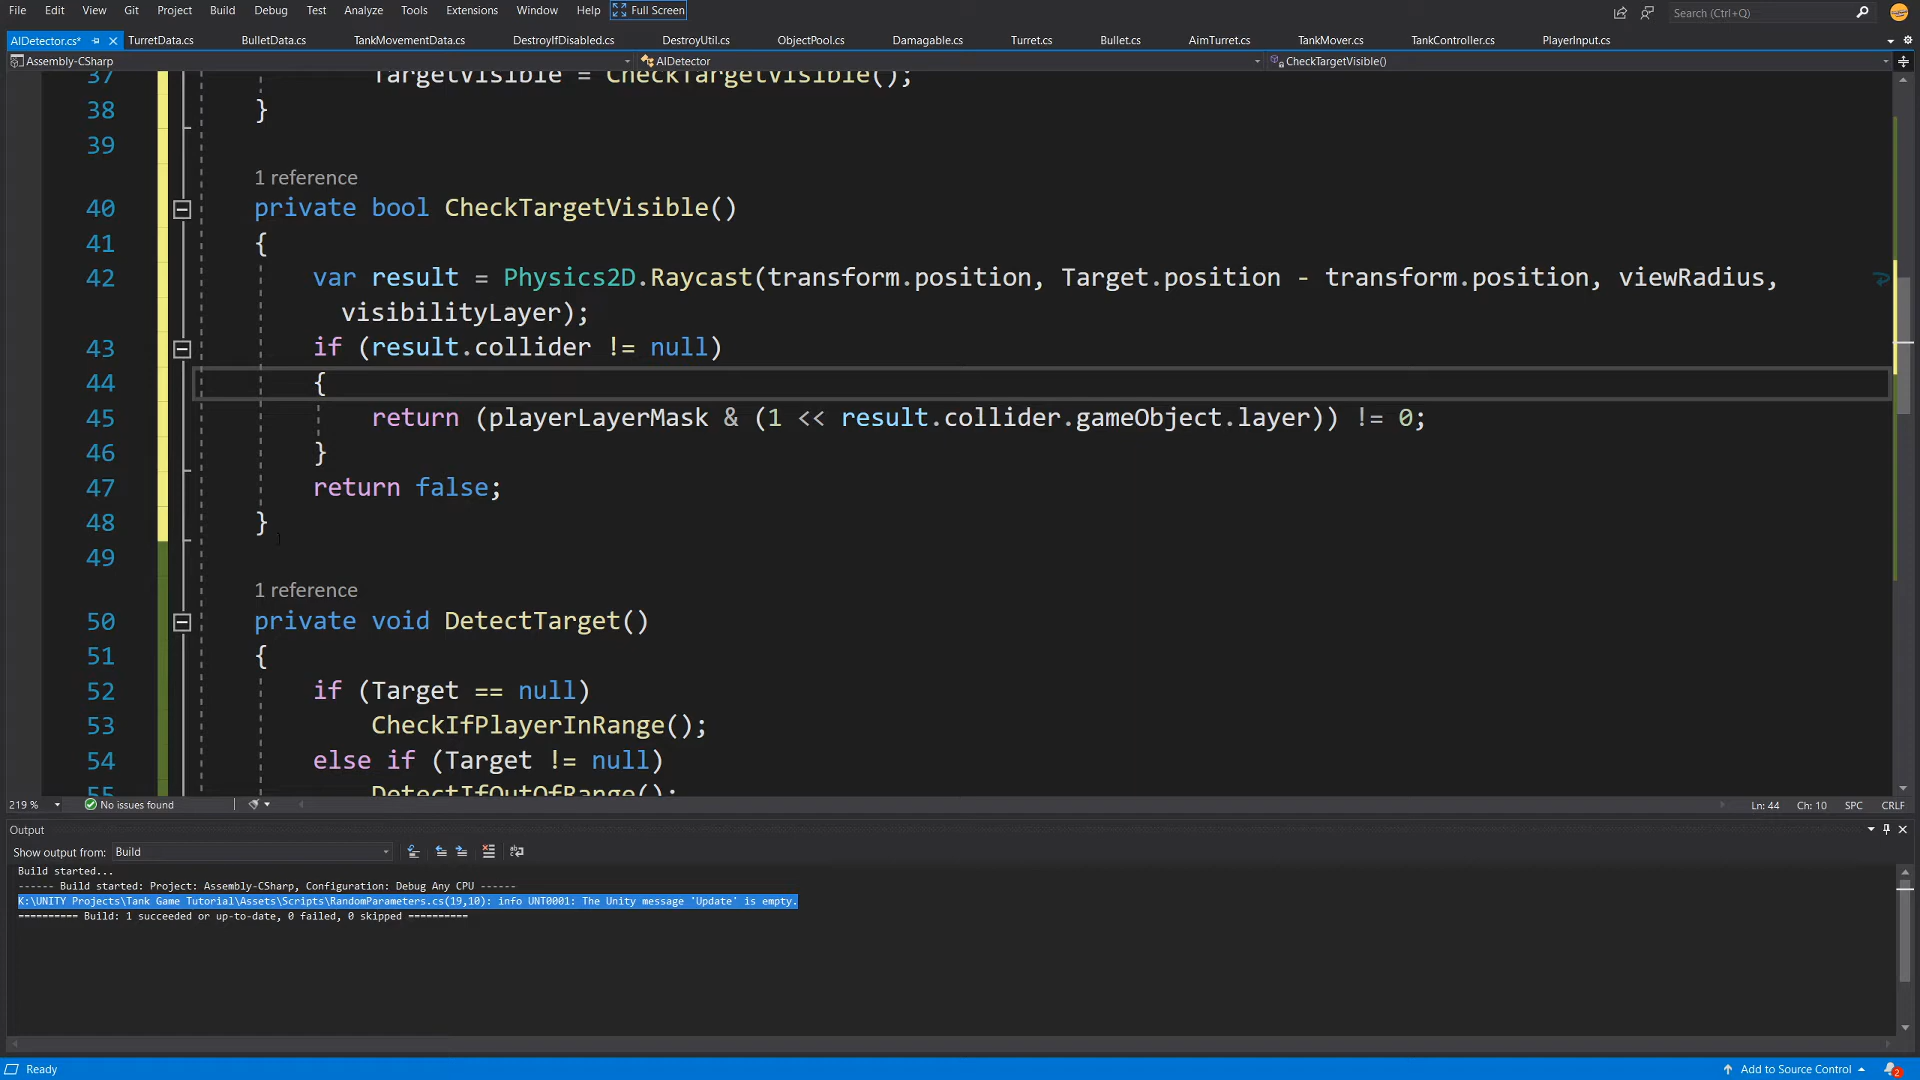 File Edit View Git Project Build Debug Test Analyze Tools Extensions Window Help Full Screen Search (Ctrl+Q)
AIDetector.cs* TurretData.cs BulletData.cs TankMovementData.cs DestroyIfDisabled.cs DestroyUtil.cs ObjectPool.cs Damagable.cs Turret.cs Bullet.cs AimTurret.cs TankMover.cs TankController.cs PlayerInput.cs
Assembly-CSharp AIDetector CheckTargetVisible()
37 TargetVisible = CheckTargetVisible();
38 }
39
1 reference
40 private bool CheckTargetVisible()
41 {
42 var result = Physics2D.Raycast(transform.position, Target.position - transform.position, viewRadius,
visibilityLayer);
43 if (result.collider != null)
44 {
45 return (playerLayerMask & (1 << result.collider.gameObject.layer)) != 0;
46 }
47 return false;
48 }
49
1 reference
50 private void DetectTarget()
51 {
52 if (Target == null)
53 CheckIfPlayerInRange();
54 else if (Target != null)
55 DetectIfOutOfRange();
219 % No issues found Ln: 44 Ch: 10 SPC CRLF
Output
Show output from: Build
Build started...
------ Build started: Project: Assembly-CSharp, Configuration: Debug Any CPU ------
K:\UNITY Projects\Tank Game Tutorial\Assets\Scripts\RandomParameters.cs(19,10): info UNT0001: The Unity message 'Update' is empty.
========== Build: 1 succeeded or up-to-date, 0 failed, 0 skipped ==========
Ready Add to Source Control 2